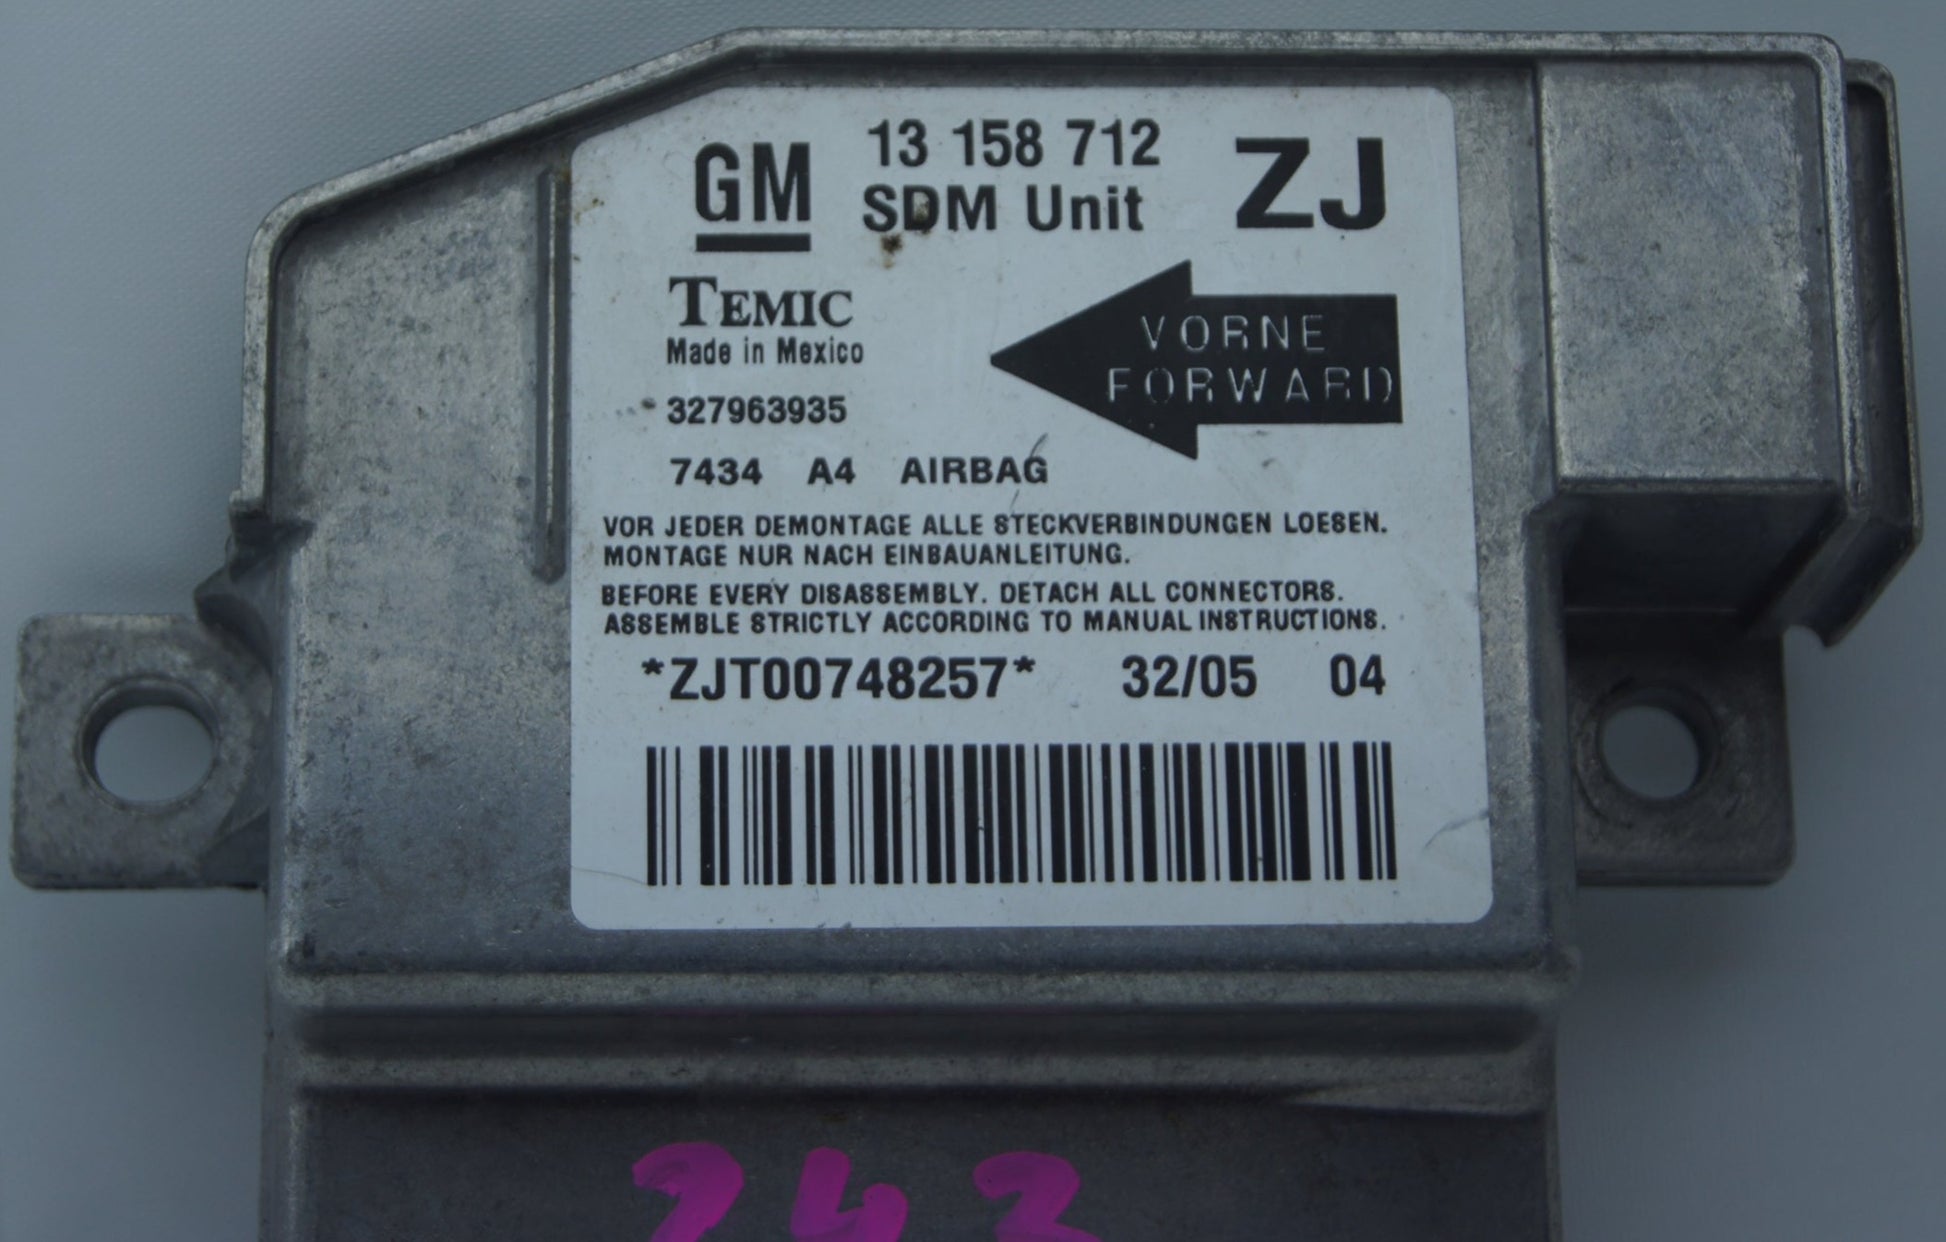 GM
13 158 712
SDM Unit
ZJ
TEMIC
Made in Mexico
VORNE
FORWARD
327963935
7434 A4 AIRBAG
VOR JEDER DEMONTAGE ALLE STECKVERBINDUNGEN LOESEN.
MONTAGE NUR NACH EINBAUANLEITUNG.
BEFORE EVERY DISASSEMBLY. DETACH ALL CONNECTORS.
ASSEMBLE STRICTLY ACCORDING TO MANUAL INSTRUCTIONS.
*ZJT00748257* 32/05 04